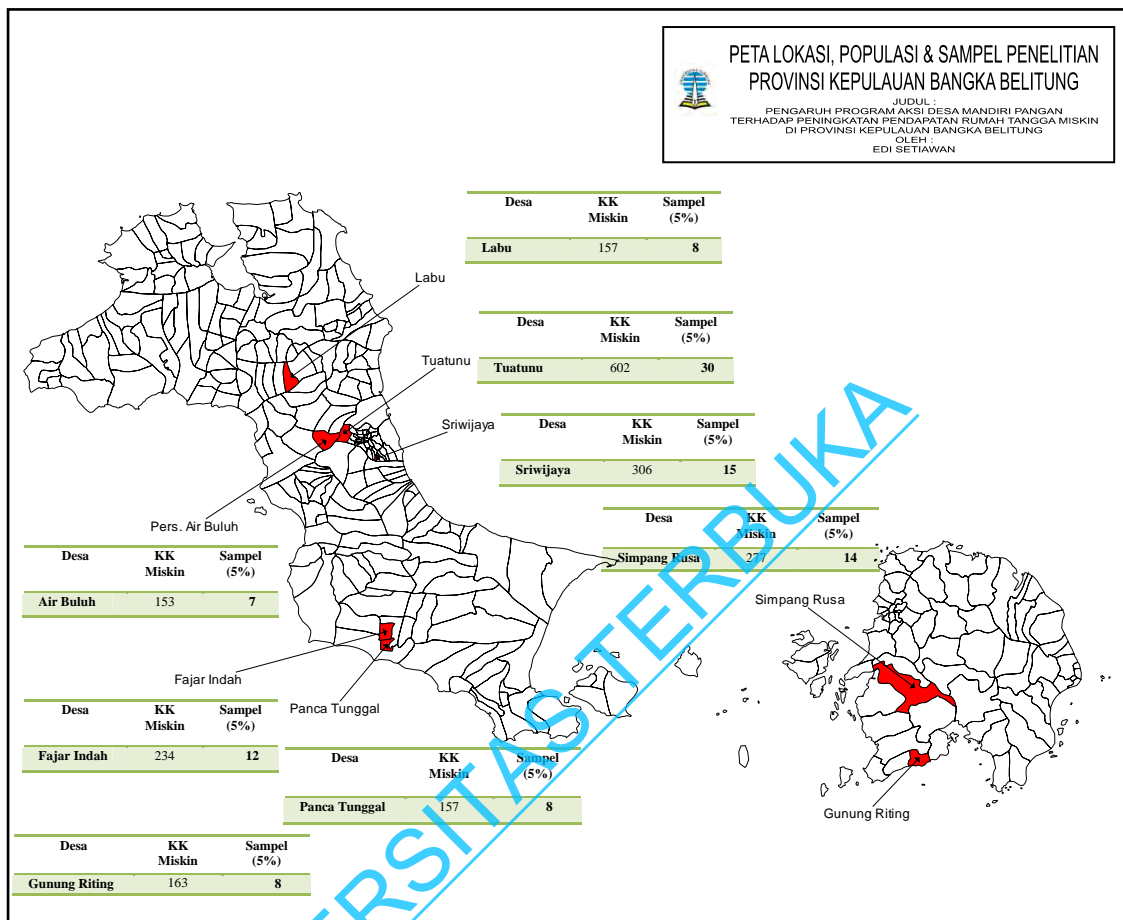 PETA LOKASI, POPULASI & SAMPEL PENELITIAN
PROVINSI KEPULAUAN BANGKA BELITUNG
JUDUL :
PENGARUH PROGRAM AKSI DESA MANDIRI PANGAN
TERHADAP PENINGKATAN PENDAPATAN RUMAH TANGGA MISKIN
DI PROVINSI KEPULAUAN BANGKA BELITUNG
OLEH :
EDI SETIAWAN
Desa KK Miskin Sampel (5%)
Labu 157 8
Labu
Desa KK Miskin Sampel (5%)
Tuatunu 602 30
Tuatunu
Desa KK Miskin Sampel (5%)
Sriwijaya 306 15
Sriwijaya
Desa KK Miskin Sampel (5%)
Simpang Rusa 277 14
Simpang Rusa
Pers. Air Buluh
Desa KK Miskin Sampel (5%)
Air Buluh 153 7
Fajar Indah
Desa KK Miskin Sampel (5%)
Fajar Indah 234 12
Panca Tunggal
Desa KK Miskin Sampel (5%)
Panca Tunggal 157 8
Gunung Riting
Desa KK Miskin Sampel (5%)
Gunung Riting 163 8
ERSITAS TERBUKA